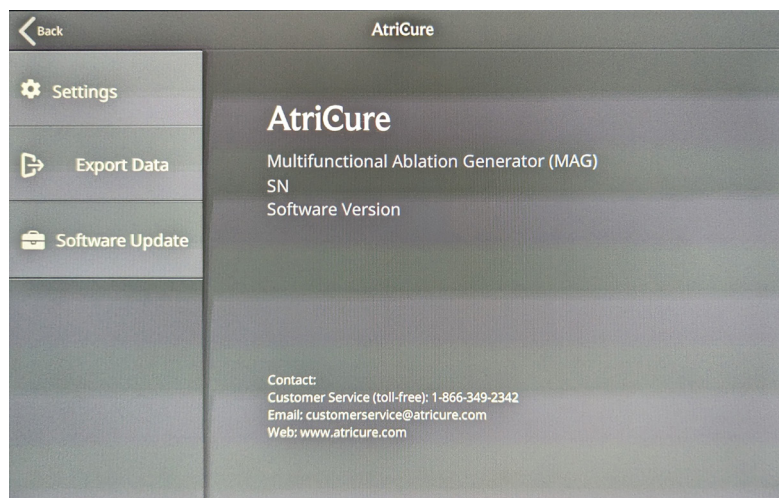 Back
AtriCure
Settings
Export Data
Software Update
AtriCure
Multifunctional Ablation Generator (MAG)
SN
Software Version
Contact:
Customer Service (toll-free): 1-866-349-2342
Email: customerservice@atricure.com
Web: www.atricure.com